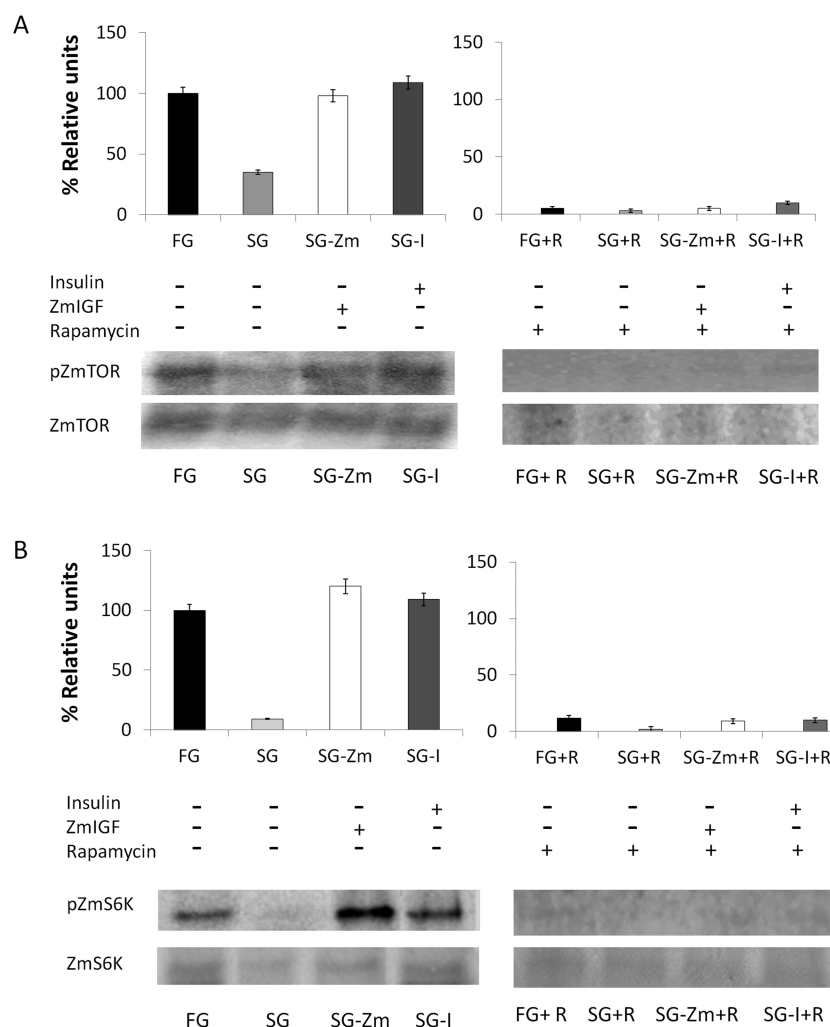 A
% Relative units
150
100
50
0
FG SG SG-Zm SG-I
150
100
50
0
FG+R SG+R SG-Zm+R SG-I+R
Insulin - - - + - - - +
ZmIGF - - + - - - + -
Rapamycin - - - - + + + +
pZmTOR
ZmTOR
FG SG SG-Zm SG-I FG+ R SG+R SG-Zm+R SG-I+R
B
% Relative units
150
100
50
0
FG SG SG-Zm SG-I
150
100
50
0
FG+R SG+R SG-Zm+R SG-I+R
Insulin - - - + - - - +
ZmIGF - - + - - - + -
Rapamycin - - - - + + + +
pZmS6K
ZmS6K
FG SG SG-Zm SG-I FG+ R SG+R SG-Zm+R SG-I+R